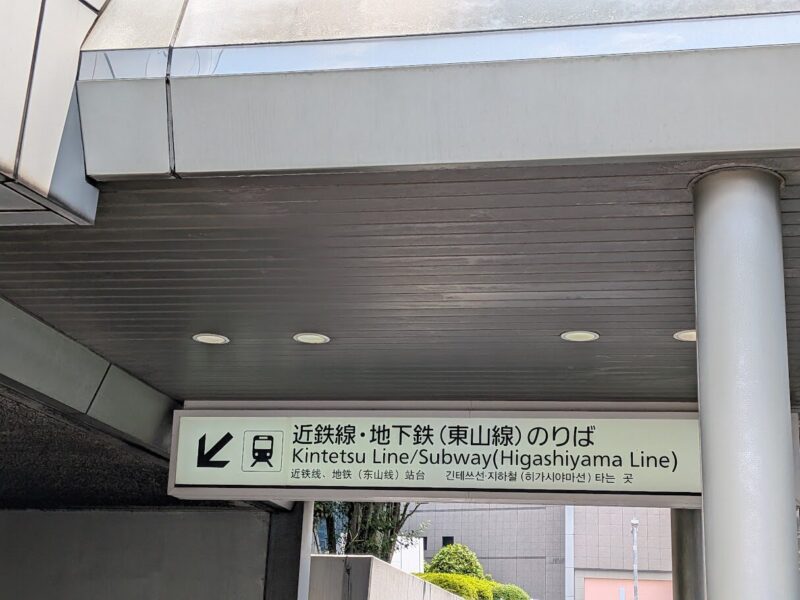 近鉄線・地下鉄(東山線)のりば
Kintetsu Line/Subway(Higashiyama Line)
近铁线、地铁(东山线)站台 긴테쓰선·지하철(히가시야마선) 타는 곳